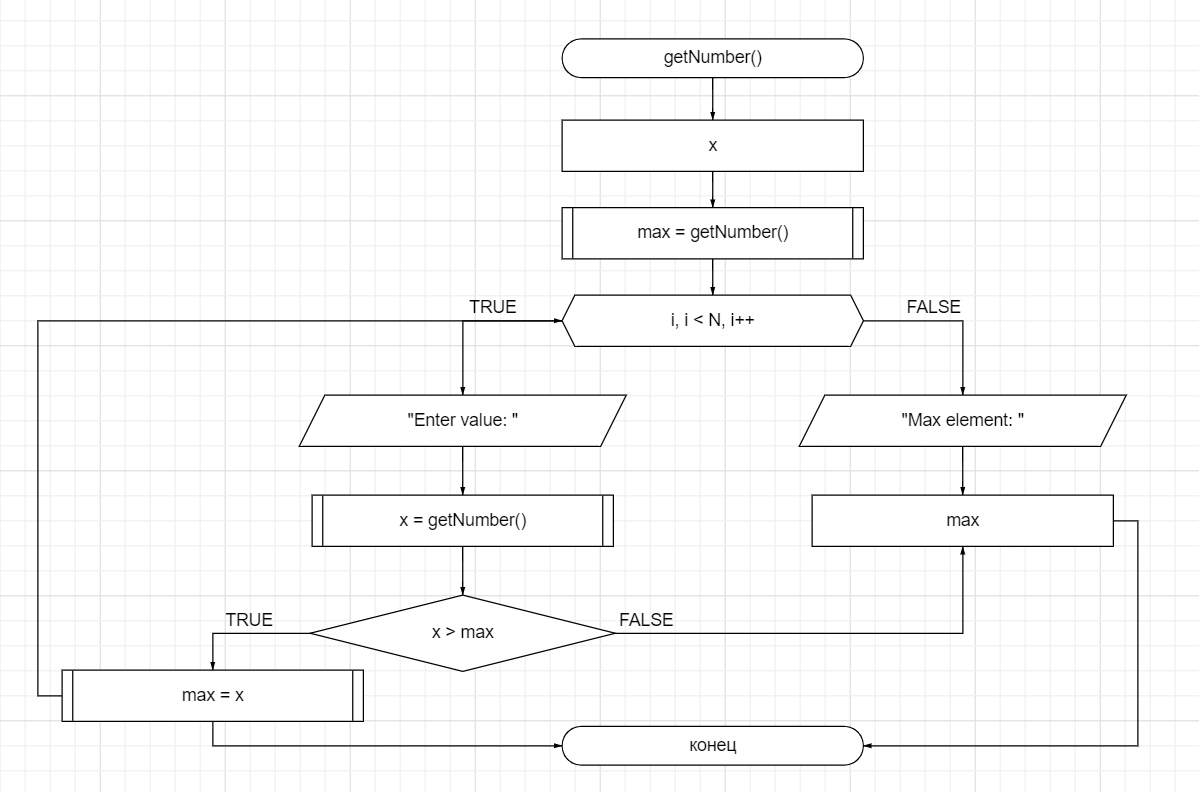 getNumber()
x
max = getNumber()
TRUE
i, i < N, i++
FALSE
"Enter value: "
"Max element: "
x = getNumber()
max
TRUE
x > max
FALSE
max = x
конец